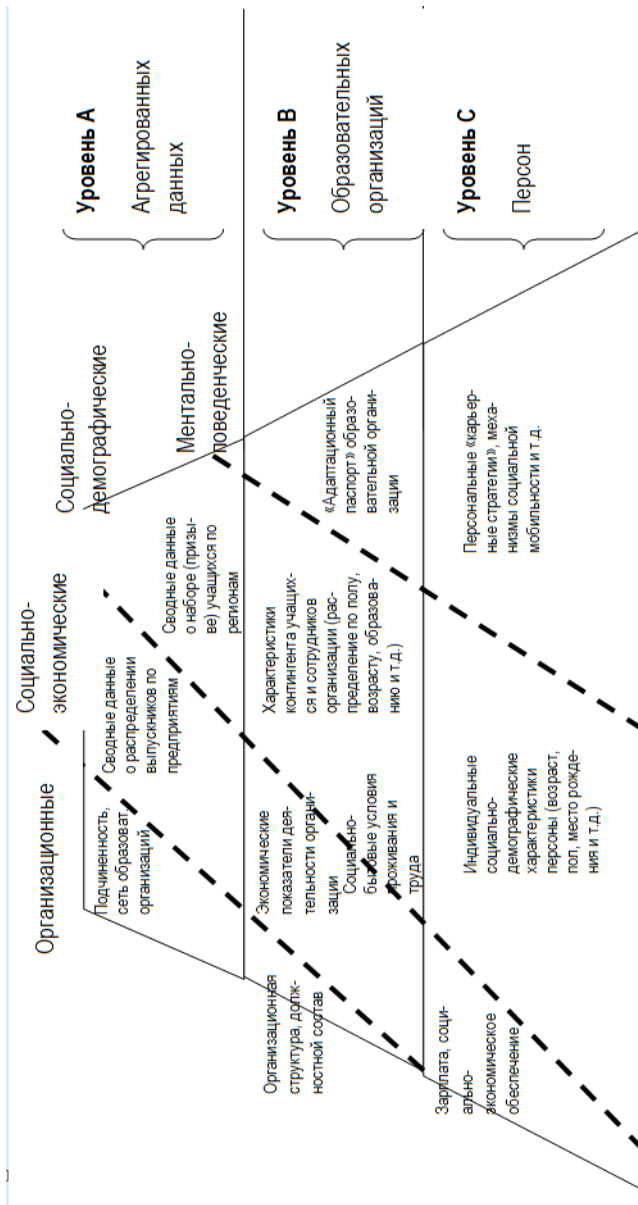 Организационные
Социально-
экономические
Социально-
демографические
Ментально-
поведенческие
Уровень А
Агрегированных
данных
Подчиненность,
сеть образоват.
организаций
Сводные данные
о распределении
выпускников по
предприятиям
Сводные данные
о наборе (призы-
ве) учащихся по
регионам
Уровень В
Образовательных
организаций
Организационная
структура, долж-
ностной состав
Экономические
показатели дея-
тельности органи-
зации
Социально-
бытовые условия
проживания и
труда
Характеристики
контингента учащих-
ся и сотрудников
организации (рас-
пределение по полу,
возрасту, образова-
нию и т.д.)
«Адаптационный
паспорт» образо-
вательной органи-
зации
Уровень С
Персон
Зарплата, соци-
ально-
экономическое
обеспечение
Индивидуальные
социально-
демографические
характеристики
персоны (возраст,
пол, место рожде-
ния и т.д.)
Персональные «карьер-
ные стратегии», меха-
низмы социальной
мобильности и т.д.